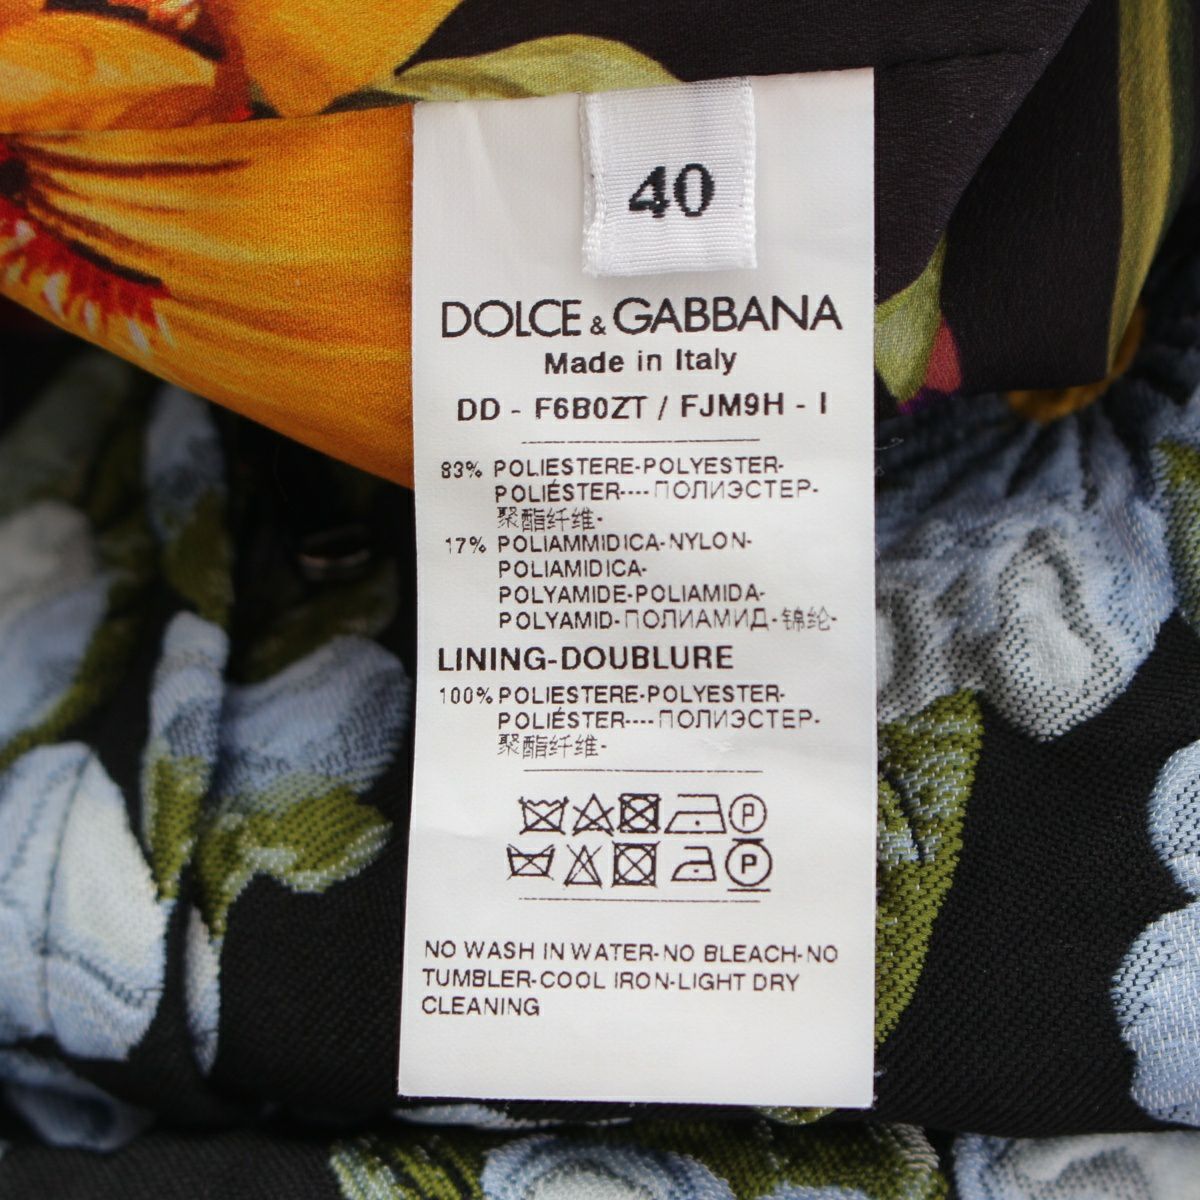 40
DOLCE & GABBANA
Made in Italy
DD - F6B0ZT / FJM9H - I
83% POLIESTERE-POLYESTER-
POLIÉSTER----ПОЛИЭСТЕР-
聚酯纤维-
17% POLIAMMIDICA-NYLON-
POLIAMIDICA-
POLYAMIDE-POLIAMIDA-
POLYAMID-ПОЛИАМИД-锦纶-
LINING-DOUBLURE
100% POLIESTERE-POLYESTER-
POLIÉSTER----ПОЛИЭСТЕР-
聚酯纤维-
P
P
NO WASH IN WATER-NO BLEACH-NO
TUMBLER-COOL IRON-LIGHT DRY
CLEANING